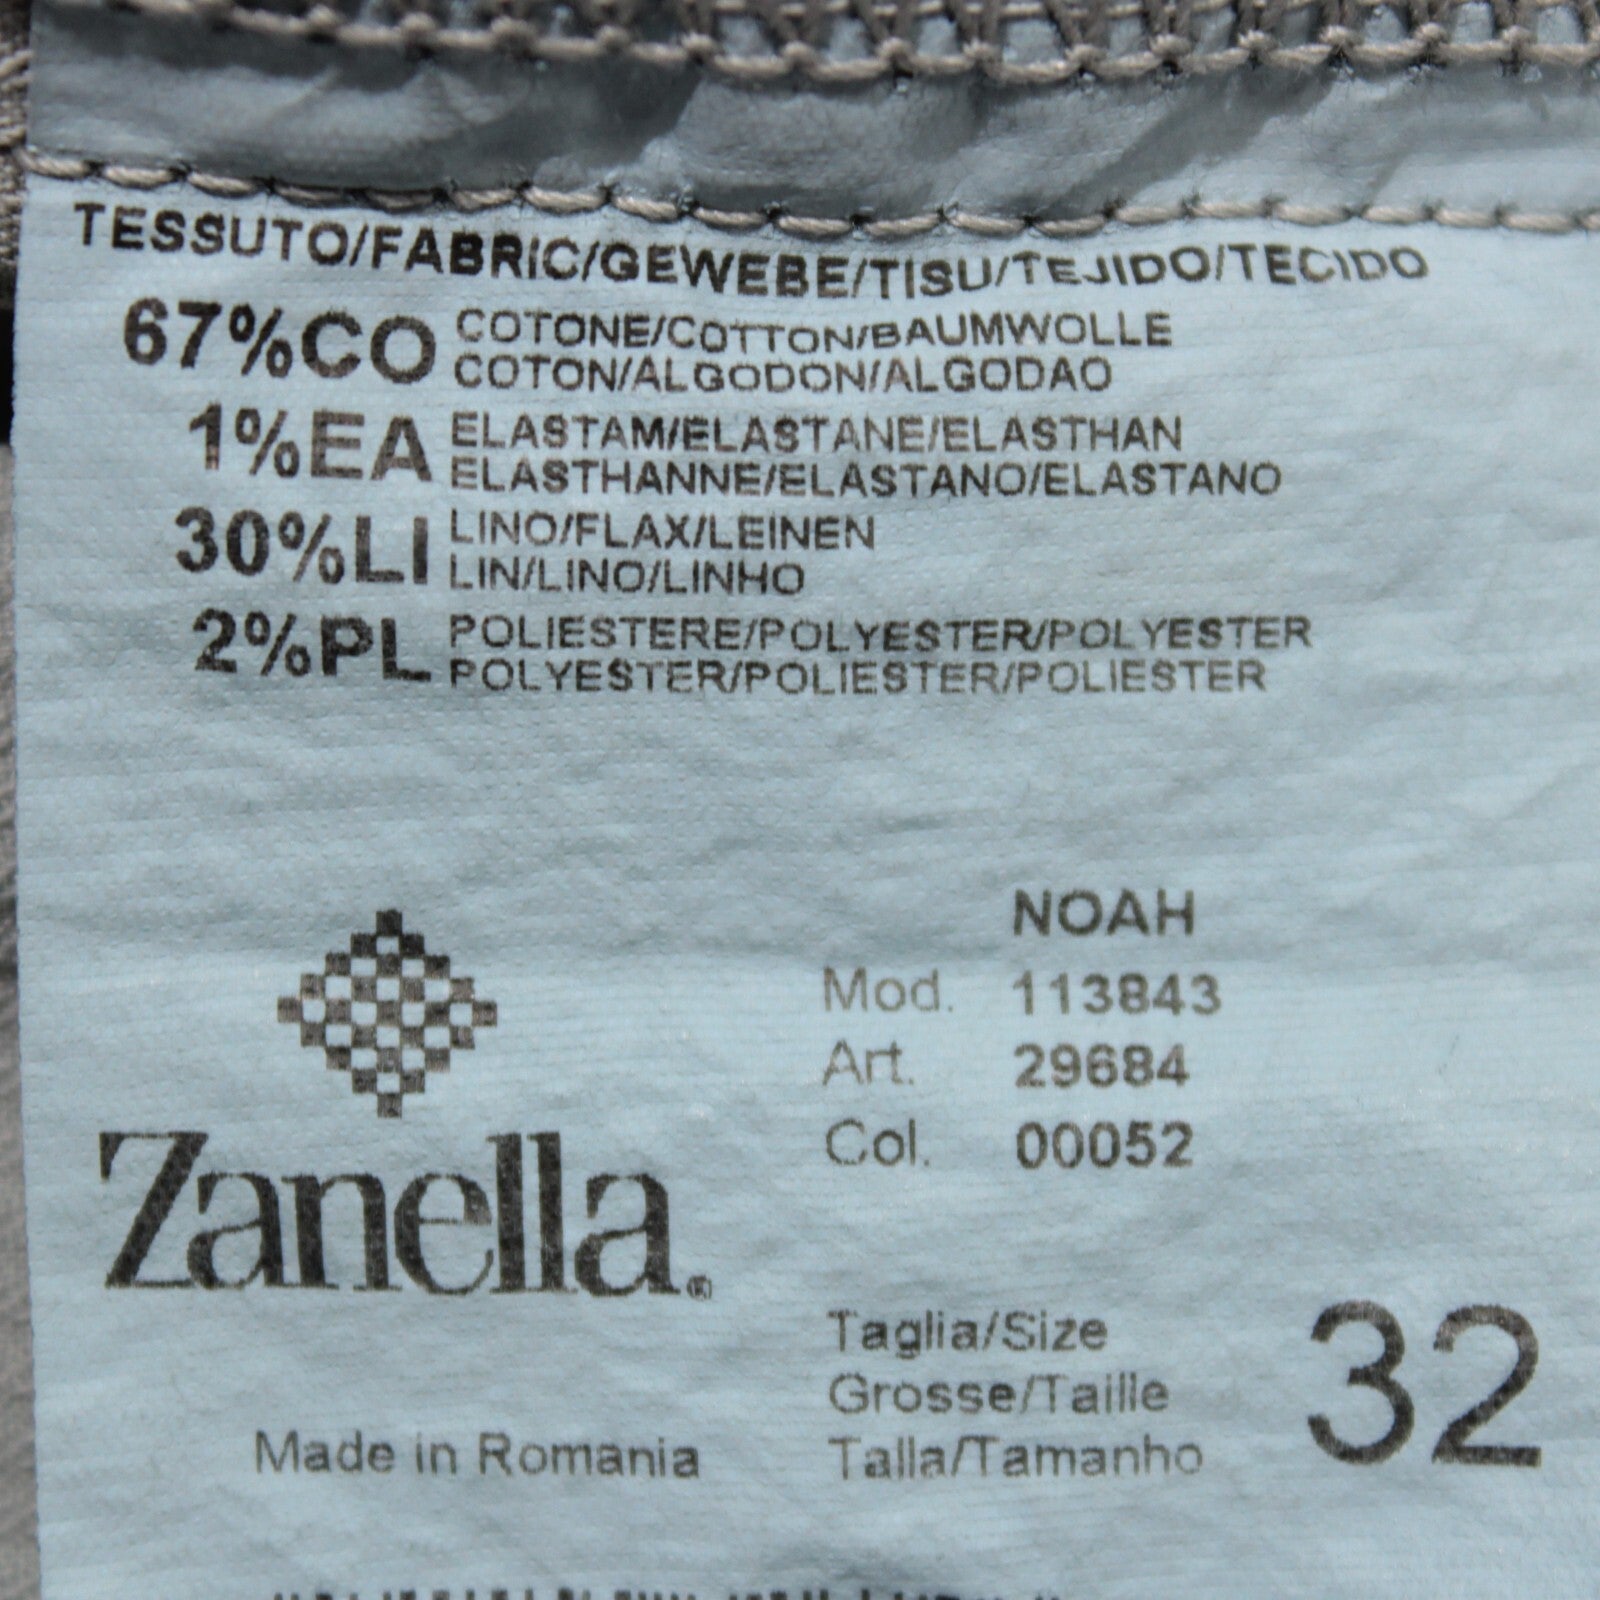 TESSUTO/FABRIC/GEWEBE/TISU/TEJIDO/TECIDO
67%CO COTONE/COTTON/BAUMWOLLE
COTON/ALGODON/ALGODAO
1%EA ELASTAM/ELASTANE/ELASTHAN
ELASTHANNE/ELASTANO/ELASTANO
30%LI LINO/FLAX/LEINEN
LIN/LINO/LINHO
2%PL POLIESTERE/POLYESTER/POLYESTER
POLYESTER/POLIESTER/POLIESTER
NOAH
Mod. 113843
Art. 29684
Col. 00052
Zanella®
Made in Romania
Taglia/Size
Grosse/Taille
Talla/Tamanho
32